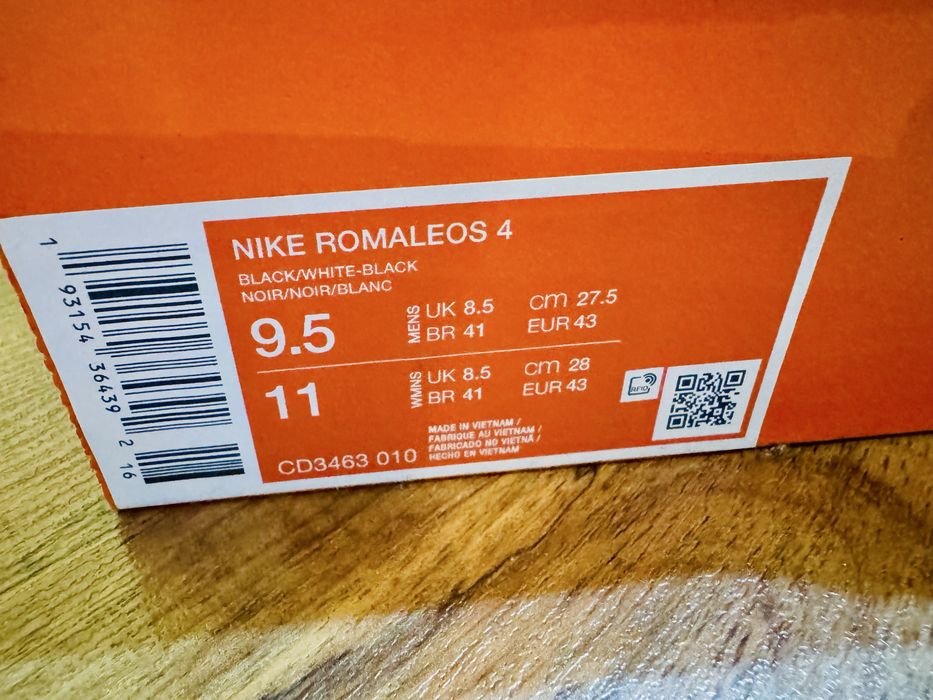 NIKE ROMALEOS 4
BLACK/WHITE-BLACK
NOIR/NOIR/BLANC
9.5
MENS
UK 8.5 cm 27.5
BR 41 EUR 43
11
WMNS
UK 8.5 cm 28
BR 41 EUR 43
CD3463 010
MADE IN VIETNAM /
FABRIQUE AU VIETNAM /
FABRICADO NO VIETNÃ /
HECHO EN VIETNAM
RFID
1 93154 36439 2 16